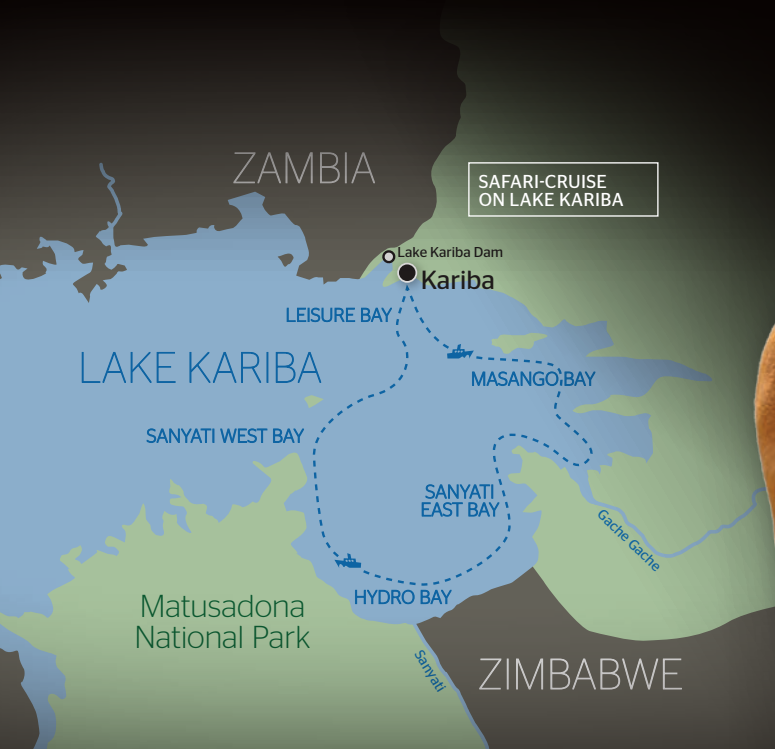 ZAMBIA
SAFARI-CRUISE
ON LAKE KARIBA
Lake Kariba Dam
Kariba
LEISURE BAY
LAKE KARIBA
MASANGO BAY
SANYATI WEST BAY
SANYATI
EAST BAY
Gache Gache
HYDRO BAY
Matusadona
National Park
Sanyati
ZIMBABWE